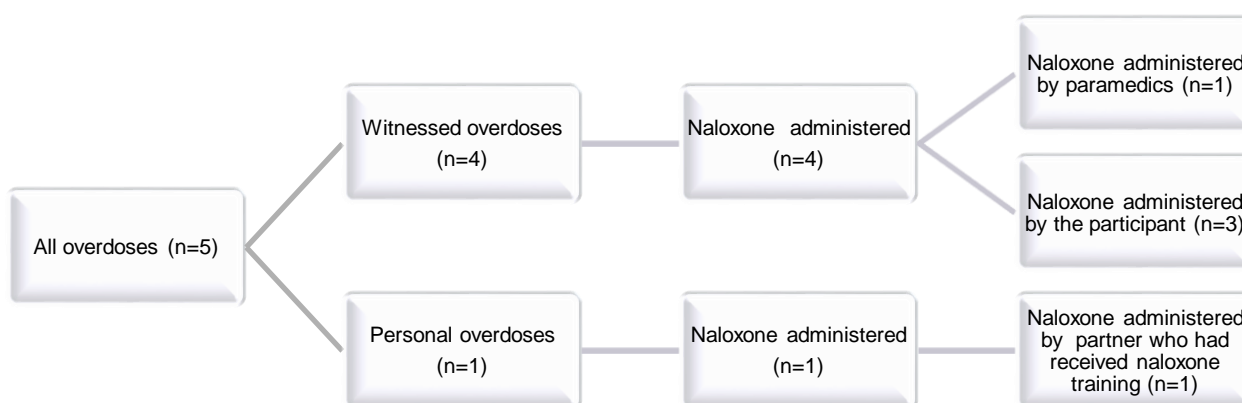 All overdoses (n=5)
Witnessed overdoses
(n=4)
Naloxone administered
(n=4)
Naloxone administered
by paramedics (n=1)
Naloxone administered
by the participant (n=3)
Personal overdoses
(n=1)
Naloxone administered
(n=1)
Naloxone administered
by partner who had
received naloxone
training (n=1)